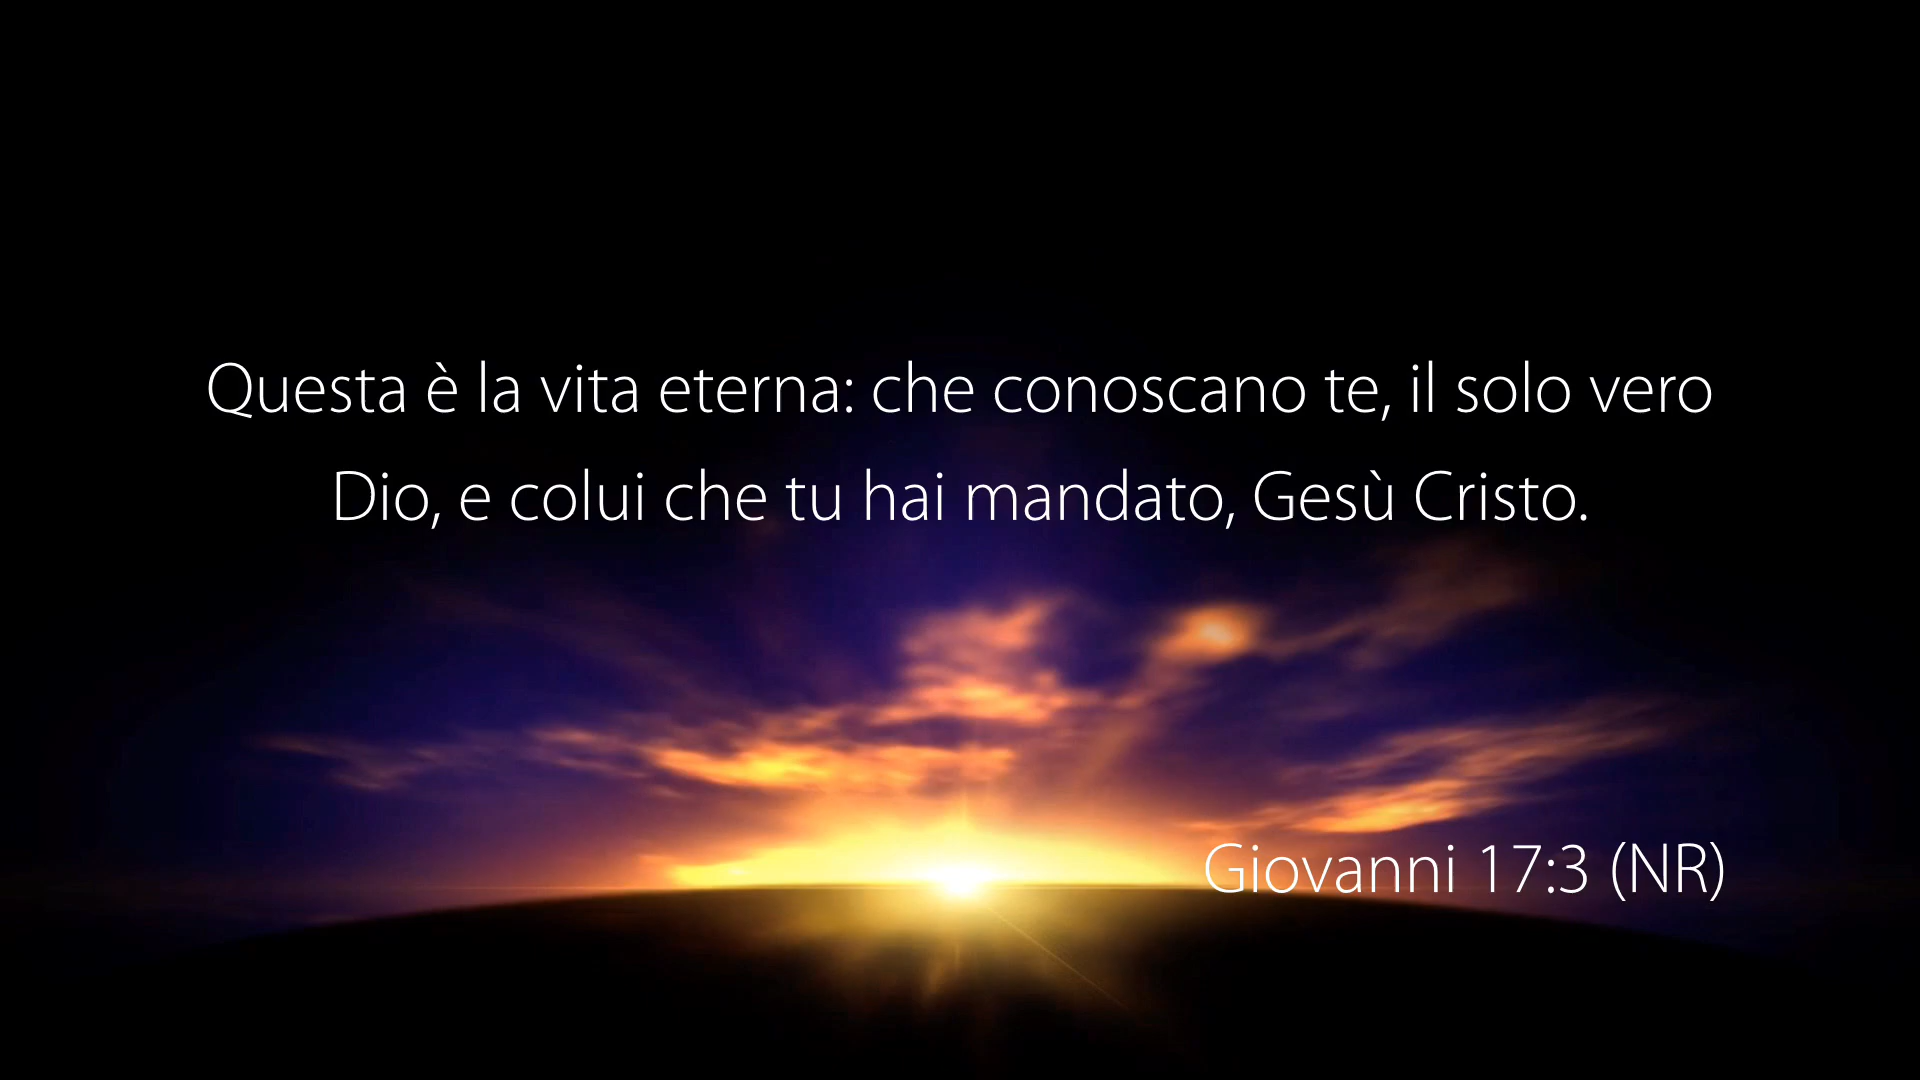 Questa è la vita eterna: che conoscano te, il solo vero
Dio, e colui che tu hai mandato, Gesù Cristo.
Giovanni 17:3 (NR)